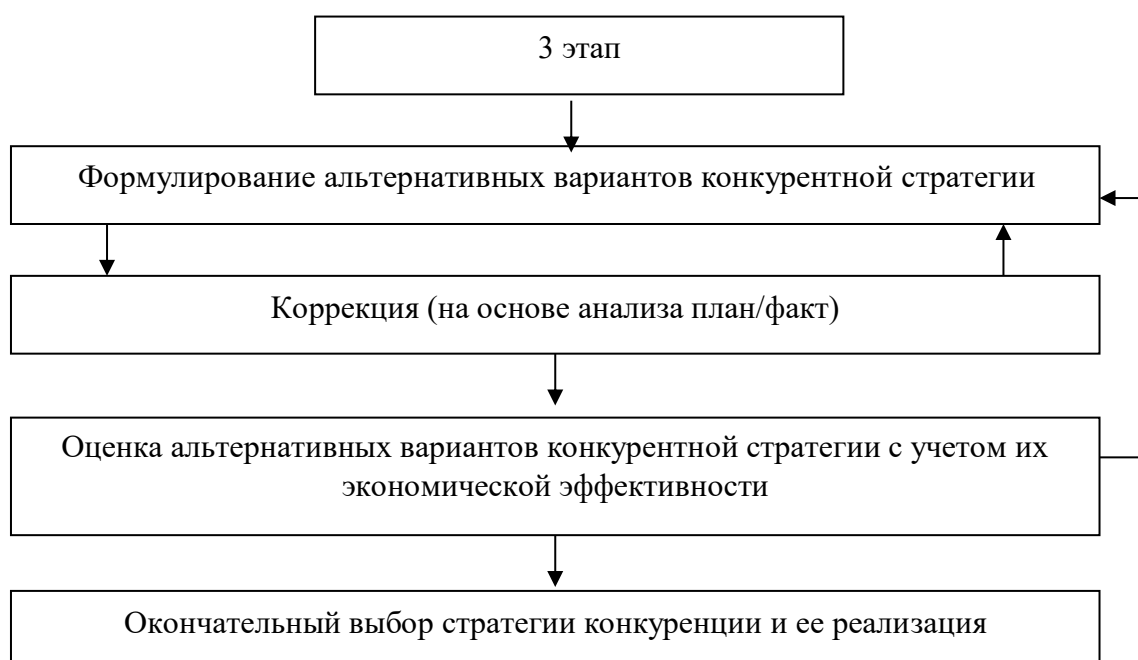 3 этап
Формулирование альтернативных вариантов конкурентной стратегии
Коррекция (на основе анализа план/факт)
Оценка альтернативных вариантов конкурентной стратегии с учетом их
экономической эффективности
Окончательный выбор стратегии конкуренции и ее реализация